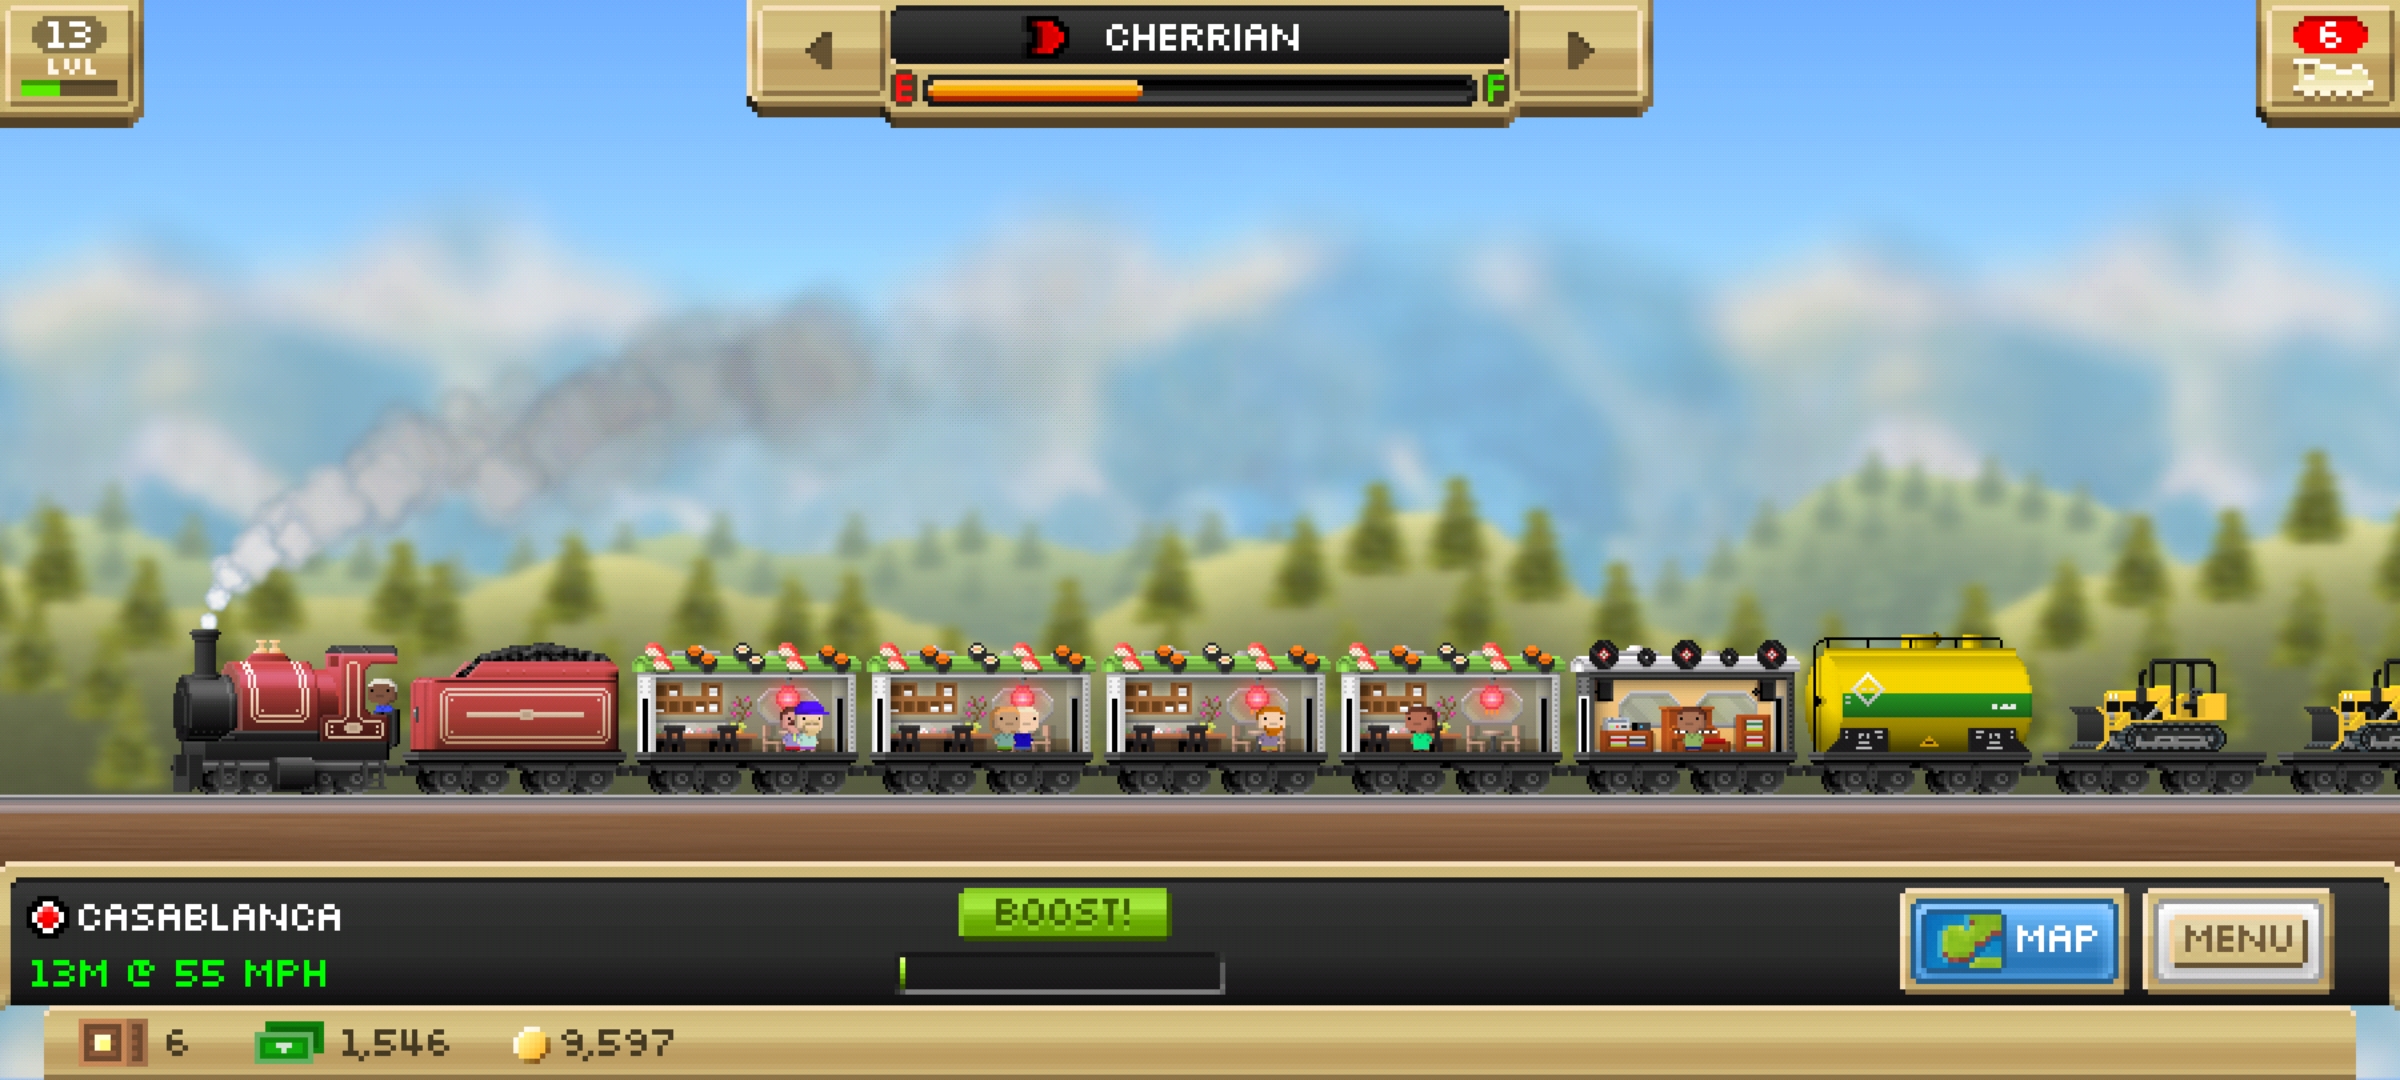 13
LVL
CHERRIAN
E F
6
CASABLANCA
BOOST!
13M @ 55 MPH
MAP
MENU
6 1,546 9,597